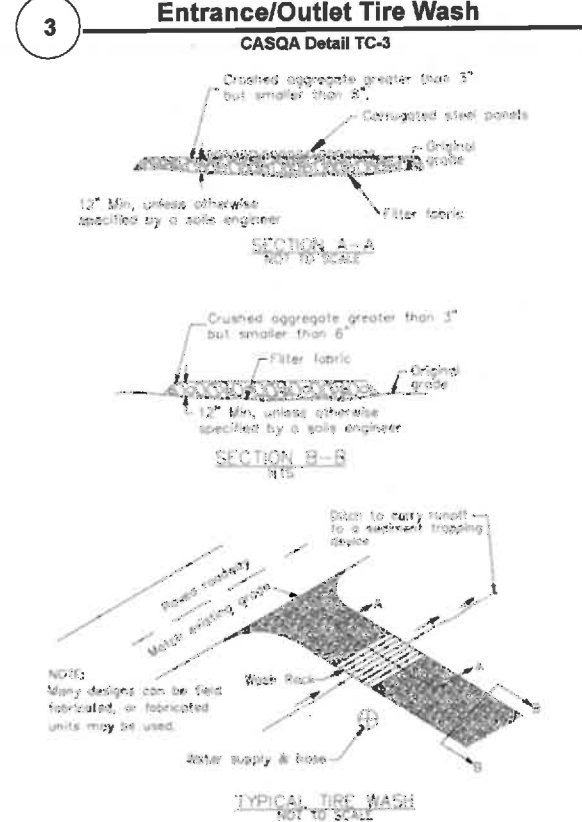 3
Entrance/Outlet Tire Wash
CASQA Detail TC-3
Crushed aggregate greater than 3"
but smaller than 8".
Corrugated steel panels
Original
grade
12" Min, unless otherwise
specified by a soils engineer
Filter fabric
SECTION A-A
NOT TO SCALE
Crushed aggregate greater than 3"
but smaller than 6"
Filter fabric
Original
grade
12" Min, unless otherwise
specified by a soils engineer
SECTION B-B
NTS
Ditch to carry runoff
to a sediment trapping
device
Paved roadway
Match existing grade
A
Wash Rack
A
NOTE:
Many designs can be field
fabricated, or fabricated
units may be used.
B
Water supply & hose
B
TYPICAL TIRE WASH
NOT TO SCALE